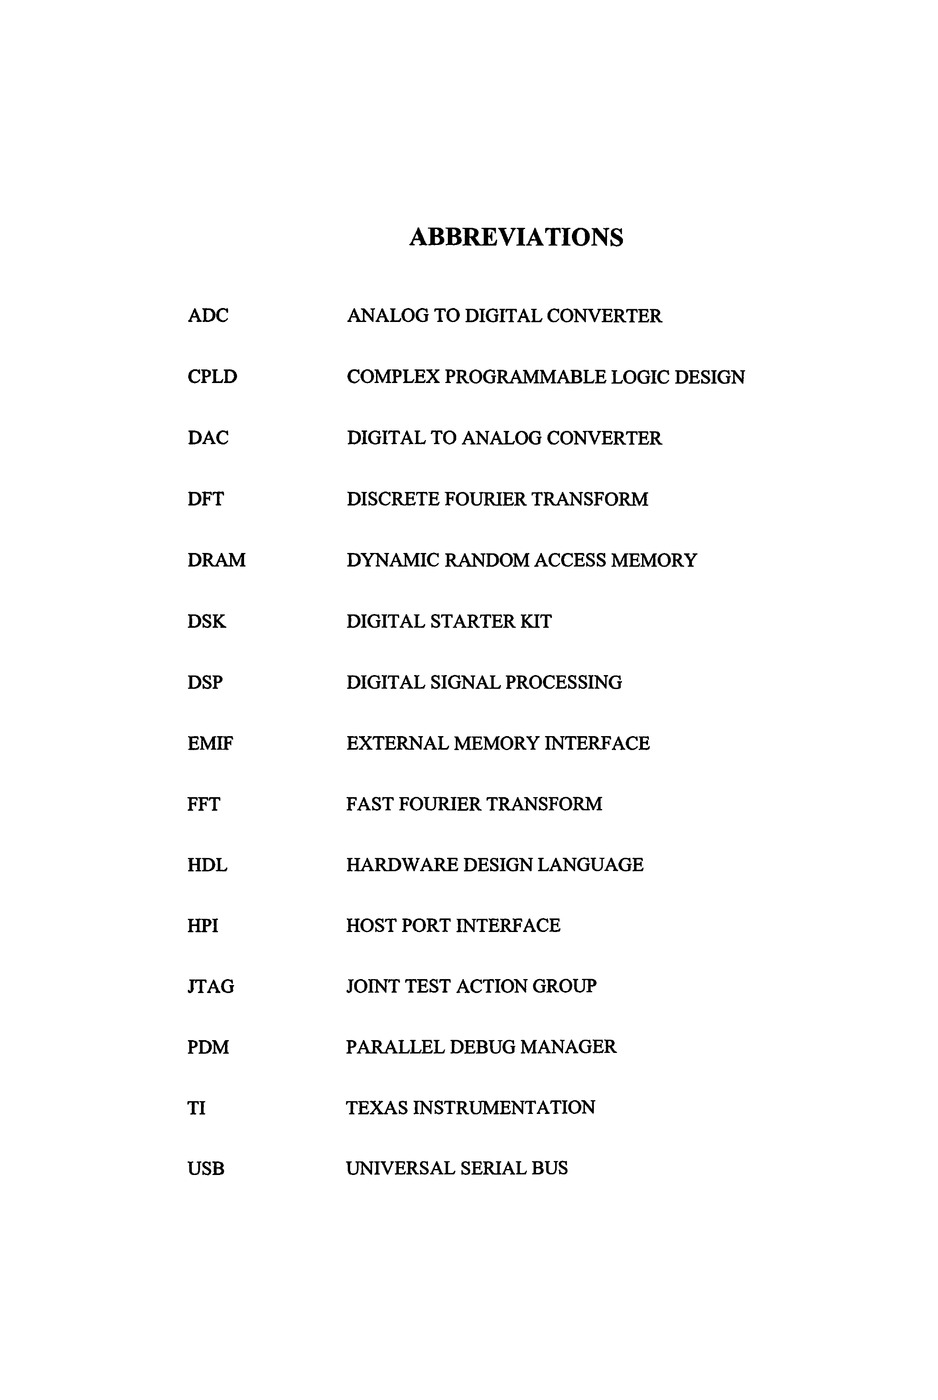 ABBREVIATIONS
ADC ANALOG TO DIGITAL CONVERTER
CPLD COMPLEX PROGRAMMABLE LOGIC DESIGN
DAC DIGITAL TO ANALOG CONVERTER
DFT DISCRETE FOURIER TRANSFORM
DRAM DYNAMIC RANDOM ACCESS MEMORY
DSK DIGITAL STARTER KIT
DSP DIGITAL SIGNAL PROCESSING
EMIF EXTERNAL MEMORY INTERFACE
FFT FAST FOURIER TRANSFORM
HDL HARDWARE DESIGN LANGUAGE
HPI HOST PORT INTERFACE
JTAG JOINT TEST ACTION GROUP
PDM PARALLEL DEBUG MANAGER
TI TEXAS INSTRUMENTATION
USB UNIVERSAL SERIAL BUS